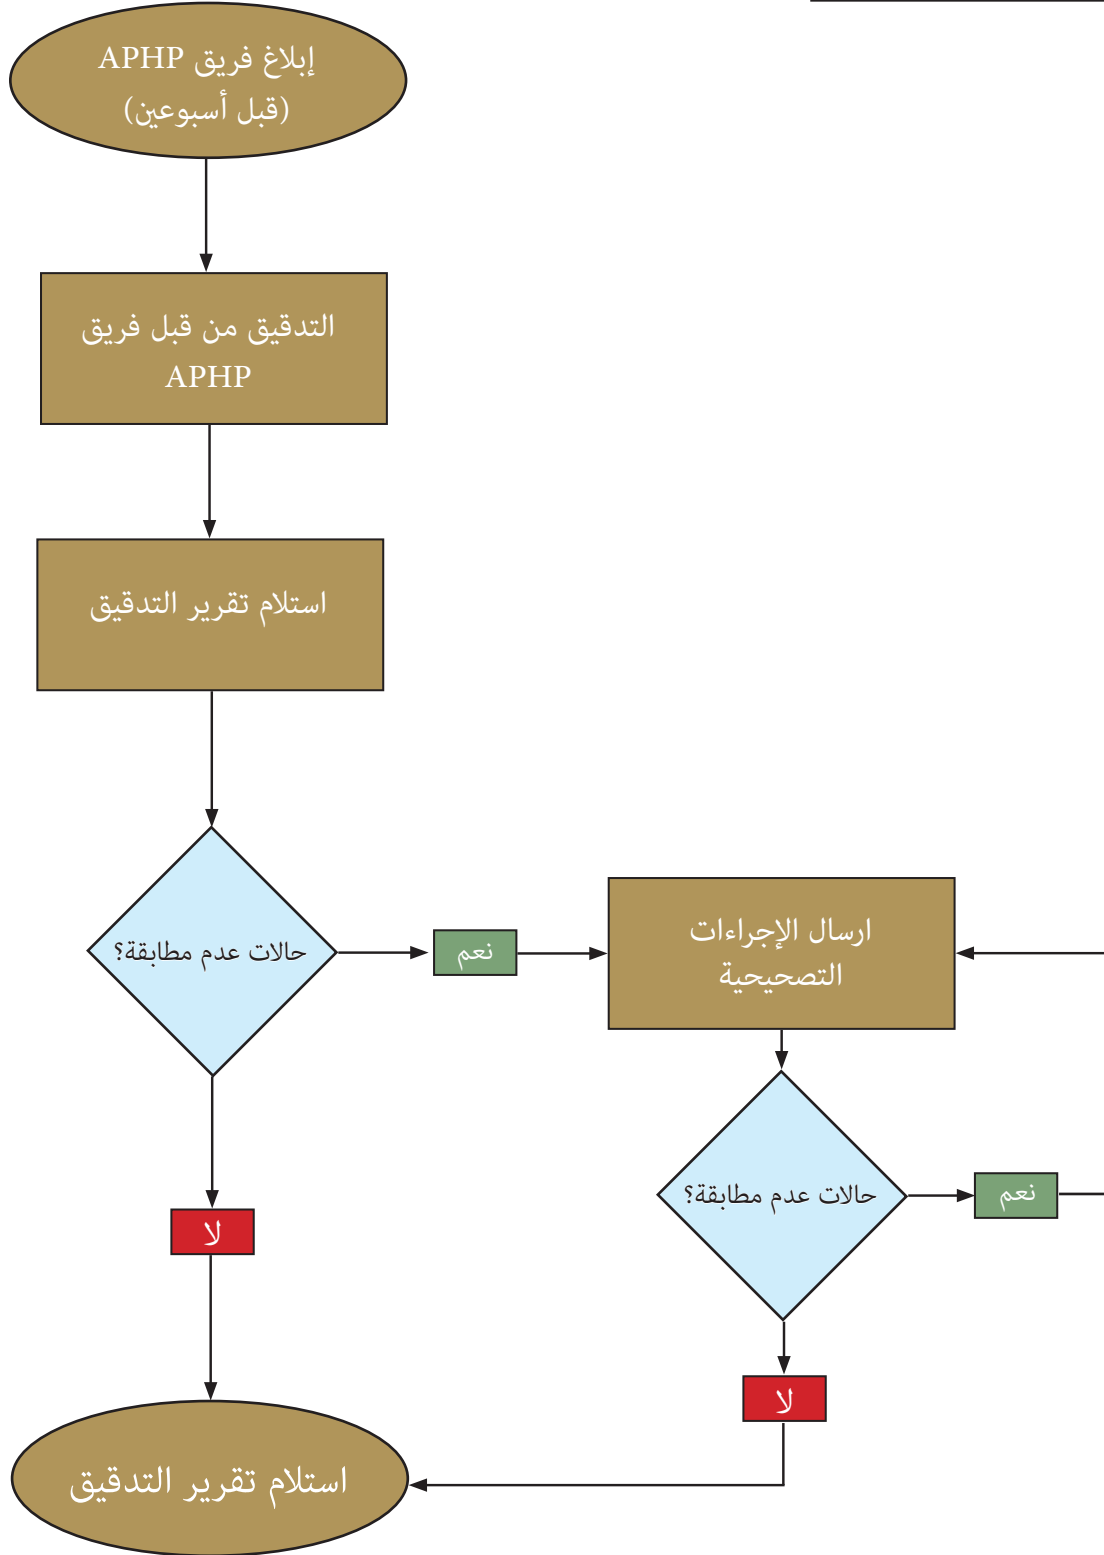 إبلاغ فريق APHP
(قبل أسبوعين)
التدقيق من قبل فريق
APHP
استلام تقرير التدقيق
حالات عدم مطابقة؟
نعم
ارسال الإجراءات
التصحيحية
حالات عدم مطابقة؟
نعم
لا
لا
استلام تقرير التدقيق